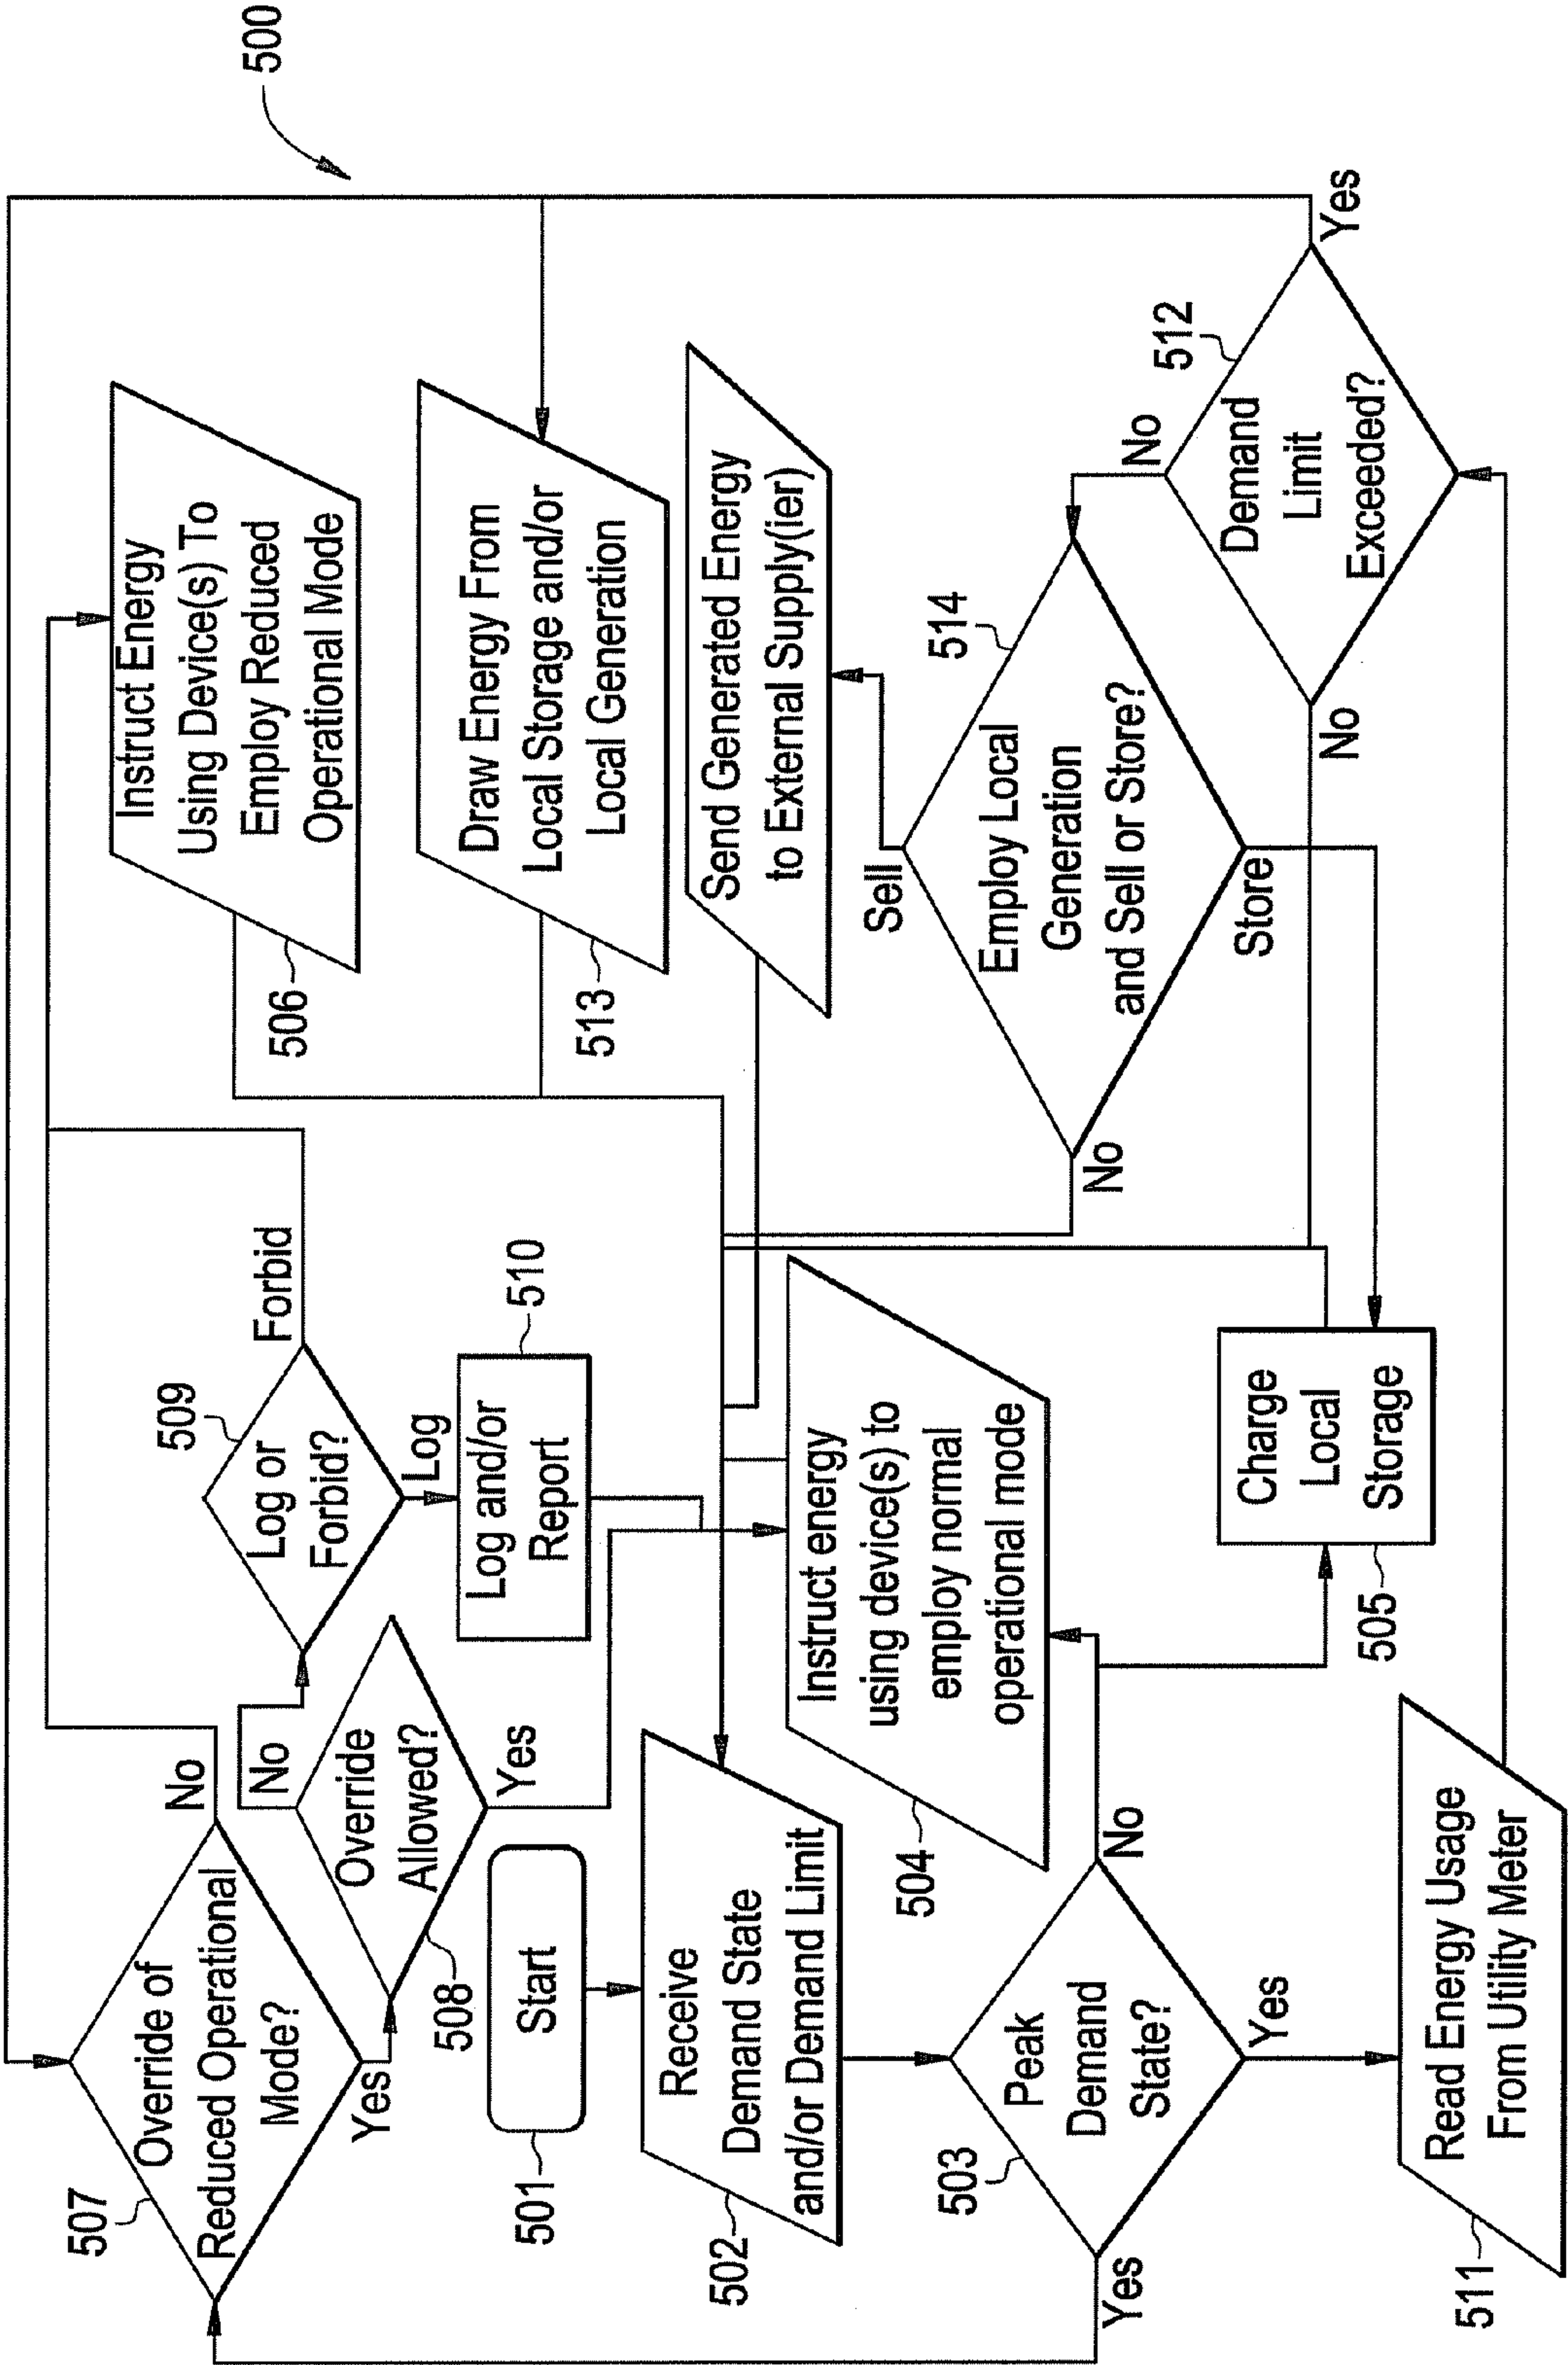 500
507
Override of
Reduced Operational
Mode?
No
Yes
Override
Allowed?
508
No
Yes
509
Log or
Forbid?
Forbid
Log
510
Log and/or
Report
Instruct Energy
Using Device(s) To
Employ Reduced
Operational Mode
506
Draw Energy From
Local Storage and/or
Local Generation
513
Send Generated Energy
to External Supply(ier)
Start
501
Receive
Demand State
and/or Demand Limit
502
Instruct energy
using device(s) to
employ normal
operational mode
504
Sell
514
Employ Local
Generation
and Sell or Store?
No
Store
No
512
Demand
Limit
Exceeded?
Yes
No
503
Peak
Demand
State?
Yes
No
Yes
Charge
Local
Storage
505
Read Energy Usage
From Utility Meter
511